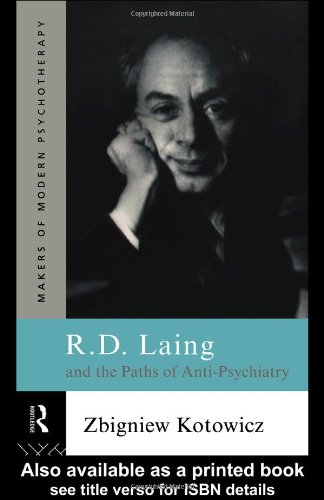 MAKERS OF MODERN PSYCHOTHERAPY
R.D. Laing
and the Paths of Anti-Psychiatry
ROUTLEDGE
Zbigniew Kotowicz
Also available as a printed book
see title verso for ISBN details